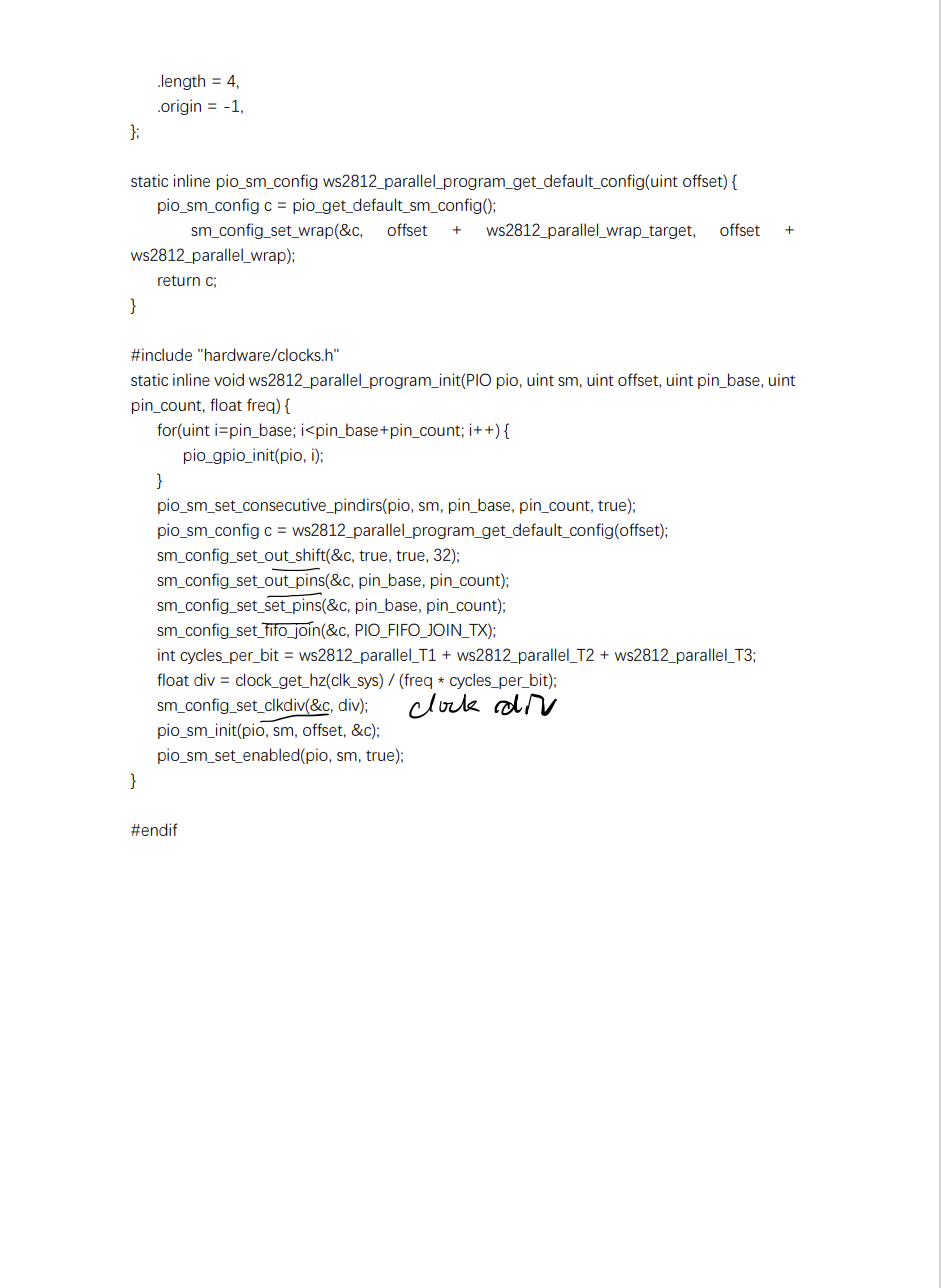 .length = 4,
.origin = -1,
};
static inline pio_sm_config ws2812_parallel_program_get_default_config(uint offset) {
pio_sm_config c = pio_get_default_sm_config();
sm_config_set_wrap(&c, offset + ws2812_parallel_wrap_target, offset +
ws2812_parallel_wrap);
return c;
}
#include "hardware/clocks.h"
static inline void ws2812_parallel_program_init(PIO pio, uint sm, uint offset, uint pin_base, uint
pin_count, float freq) {
for(uint i=pin_base; i<pin_base+pin_count; i++) {
pio_gpio_init(pio, i);
}
pio_sm_set_consecutive_pindirs(pio, sm, pin_base, pin_count, true);
pio_sm_config c = ws2812_parallel_program_get_default_config(offset);
sm_config_set_out_shift(&c, true, true, 32);
sm_config_set_out_pins(&c, pin_base, pin_count);
sm_config_set_set_pins(&c, pin_base, pin_count);
sm_config_set_fifo_join(&c, PIO_FIFO_JOIN_TX);
int cycles_per_bit = ws2812_parallel_T1 + ws2812_parallel_T2 + ws2812_parallel_T3;
float div = clock_get_hz(clk_sys) / (freq * cycles_per_bit);
sm_config_set_clkdiv(&c, div); clock div
pio_sm_init(pio, sm, offset, &c);
pio_sm_set_enabled(pio, sm, true);
}
#endif